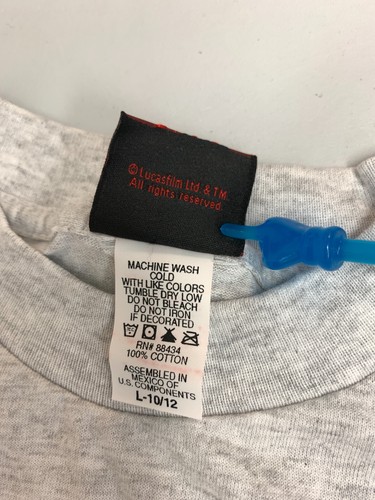 © Lucasfilm Ltd. & TM.
All rights reserved.
MACHINE WASH
COLD
WITH LIKE COLORS
TUMBLE DRY LOW
DO NOT BLEACH
DO NOT IRON
IF DECORATED
RN# 88434
100% COTTON
ASSEMBLED IN
MEXICO OF
U.S. COMPONENTS
L-10/12